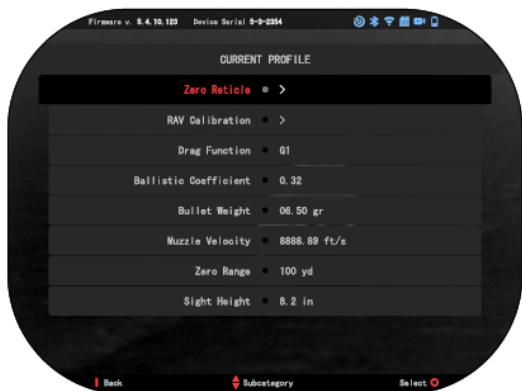 Firmware v. 5.4.10.123 Device Serial 5-3-2354
CURRENT PROFILE
Zero Reticle >
RAV Calibration >
Drag Function G1
Ballistic Coefficient 0.32
Bullet Weight 06.50 gr
Muzzle Velocity 8888.89 ft/s
Zero Range 100 yd
Sight Height 8.2 in
Back Subcategory Select